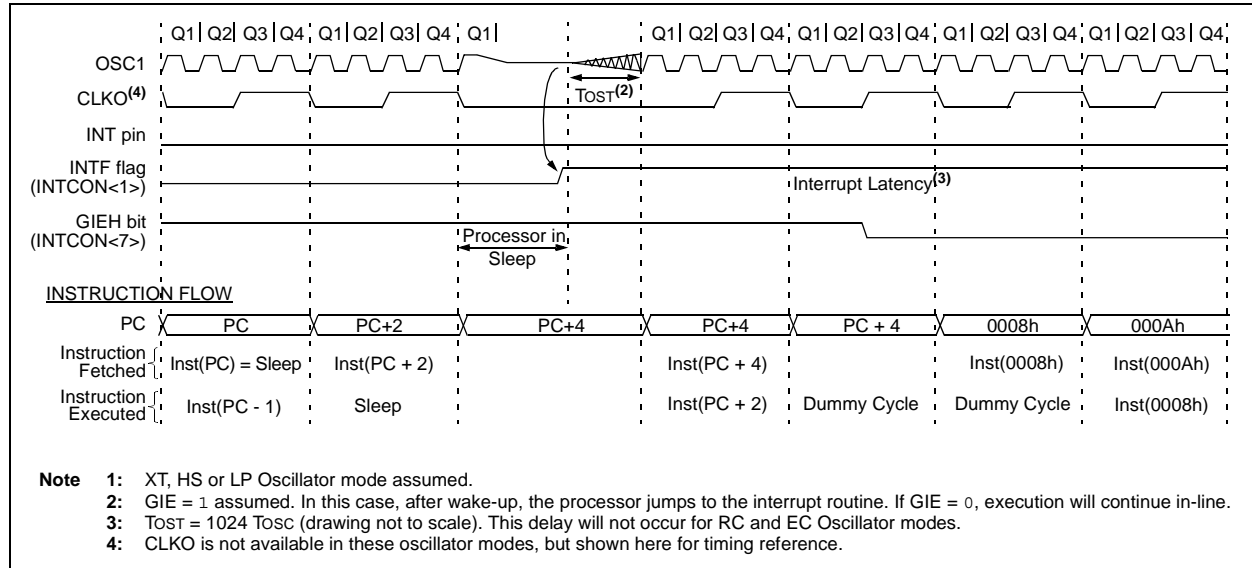 Q1 Q2 Q3 Q4 Q1 Q2 Q3 Q4 Q1 Q1 Q2 Q3 Q4 Q1 Q2 Q3 Q4 Q1 Q2 Q3 Q4 Q1 Q2 Q3 Q4
OSC1
CLKO(4)
TOST(2)
INT pin
INTF flag
(INTCON<1>)
Interrupt Latency(3)
GIEH bit
(INTCON<7>)
Processor in
Sleep
INSTRUCTION FLOW
PC PC PC+2 PC+4 PC+4 PC + 4 0008h 000Ah
Instruction
Fetched
Inst(PC) = Sleep Inst(PC + 2) Inst(PC + 4) Inst(0008h) Inst(000Ah)
Instruction
Executed
Inst(PC - 1) Sleep Inst(PC + 2) Dummy Cycle Dummy Cycle Inst(0008h)
Note 1: XT, HS or LP Oscillator mode assumed.
2: GIE = 1 assumed. In this case, after wake-up, the processor jumps to the interrupt routine. If GIE = 0, execution will continue in-line.
3: TOST = 1024 TOSC (drawing not to scale). This delay will not occur for RC and EC Oscillator modes.
4: CLKO is not available in these oscillator modes, but shown here for timing reference.